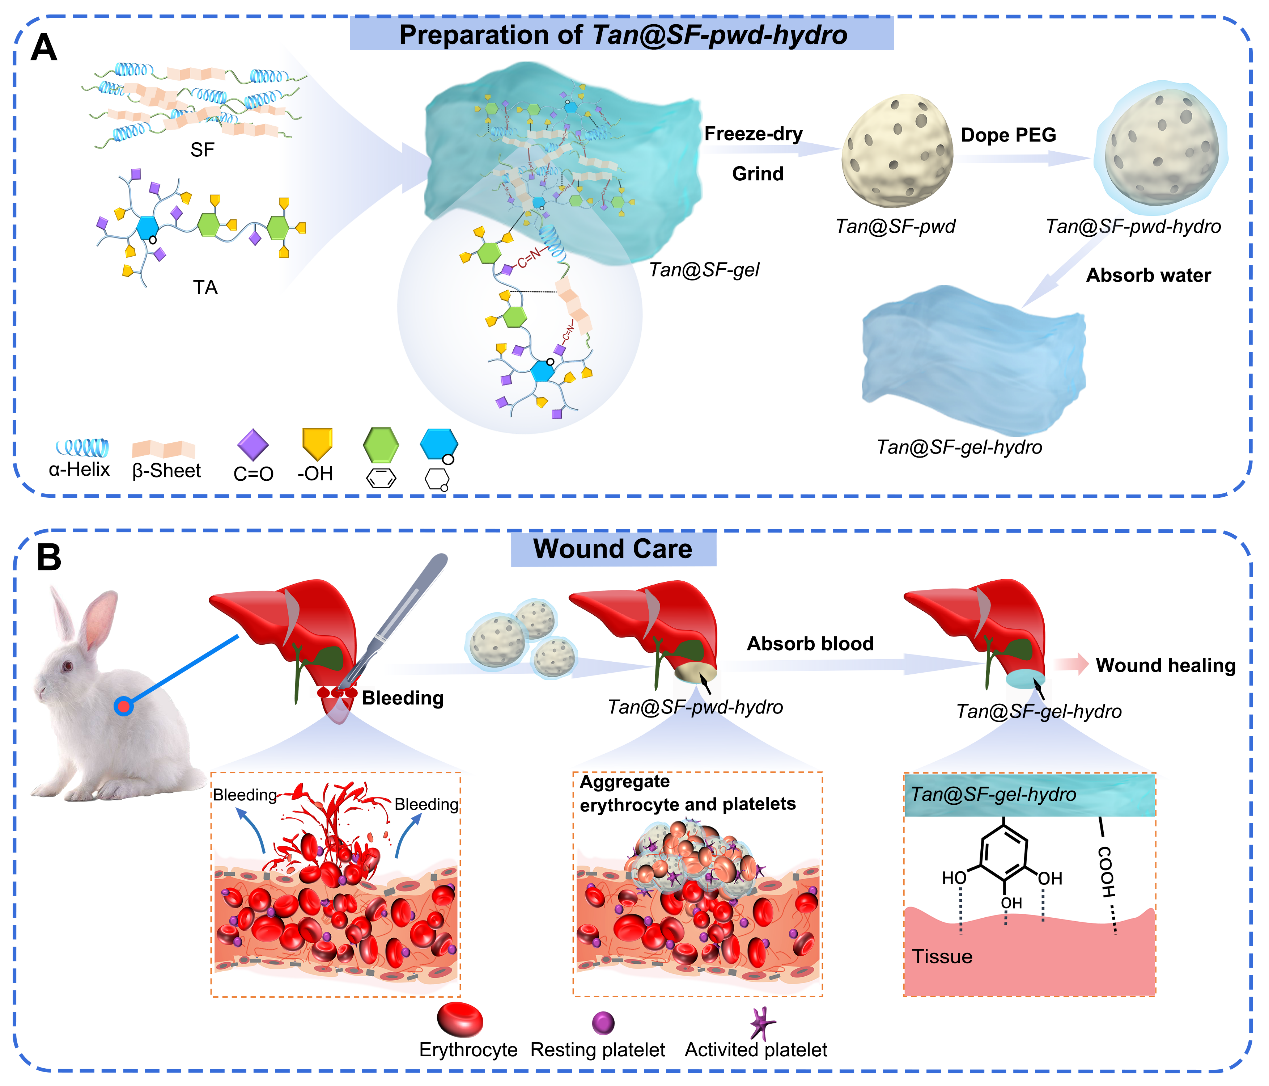 A
Preparation of Tan@SF-pwd-hydro
SF
TA
C=N
C=N
Tan@SF-gel
Freeze-dry
Grind
Tan@SF-pwd
Dope PEG
Tan@SF-pwd-hydro
Absorb water
Tan@SF-gel-hydro
α-Helix
β-Sheet
C=O
-OH
B
Wound Care
Bleeding
Tan@SF-pwd-hydro
Absorb blood
Tan@SF-gel-hydro
Wound healing
Bleeding
Bleeding
Aggregate
erythrocyte and platelets
Tan@SF-gel-hydro
HO
OH
OH
COOH
Tissue
Erythrocyte
Resting platelet
Activited platelet